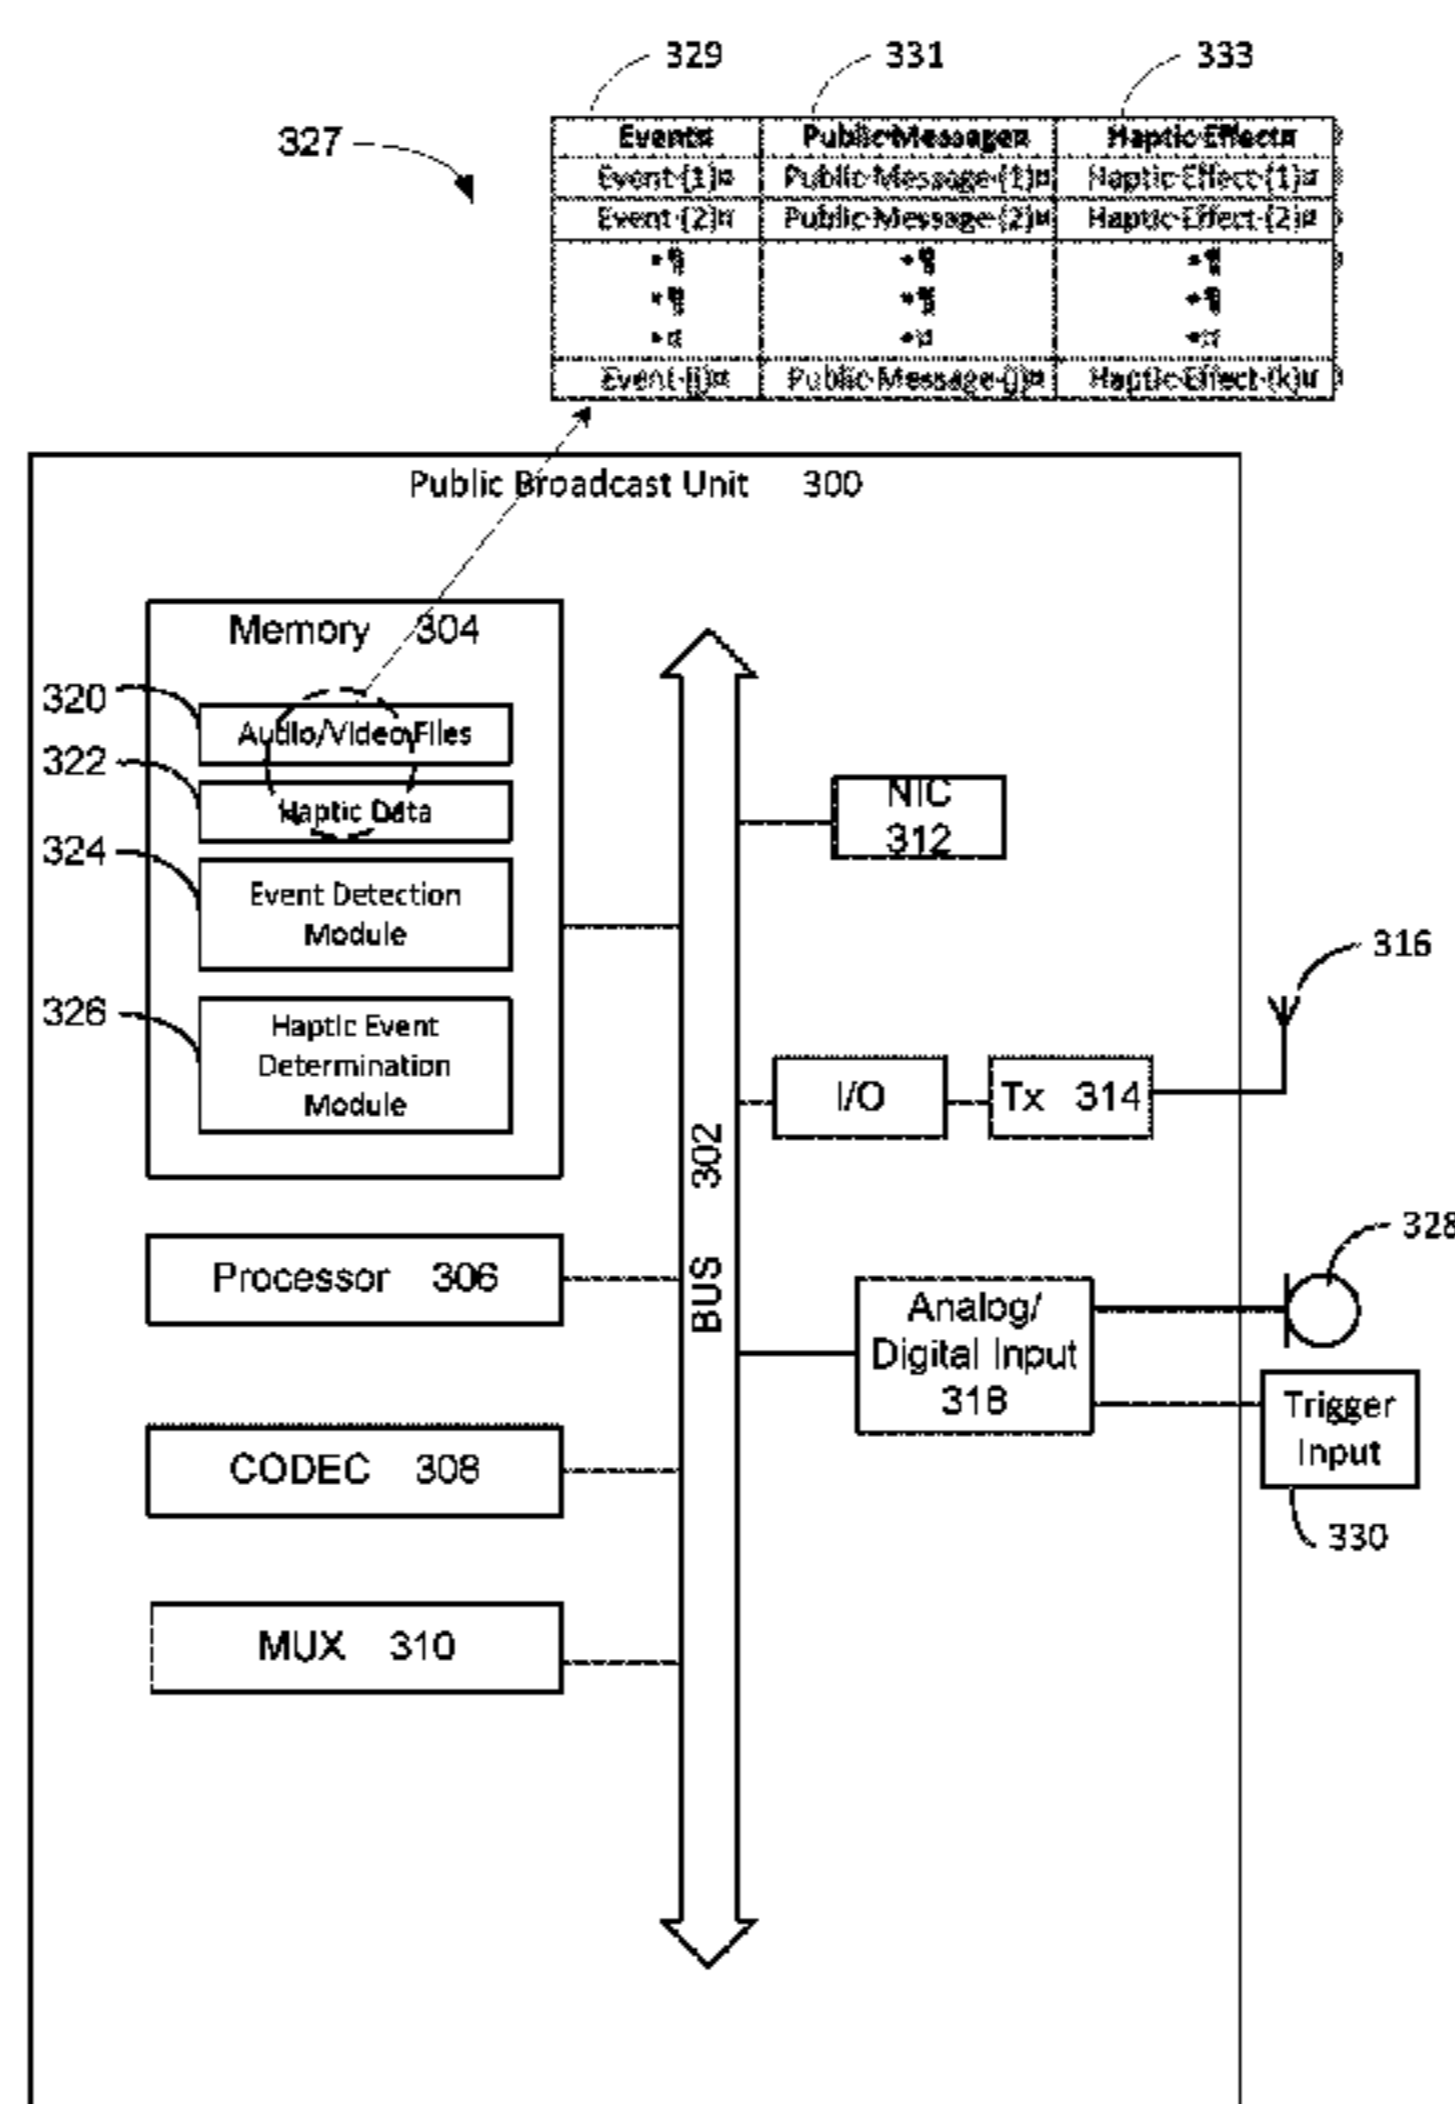 329 331 333
327
Event¤ Public·Message¤ Haptic·Effect¤
Event·(1)¤ Public·Message·(1)¤ Haptic·Effect·(1)¤
Event·(2)¤ Public·Message·(2)¤ Haptic·Effect·(2)¤
•¶ •¶ •¶
•¶ •¶ •¶
•¤ •¤ •¤
Event·(j)¤ Public·Message·(j)¤ Haptic·Effect·(k)¤
Public Broadcast Unit 300
Memory 304
320
Audio/Video Files
322
Haptic Data
324
Event Detection
Module
326
Haptic Event
Determination
Module
Processor 306
CODEC 308
MUX 310
BUS 302
NIC
312
I/O
Tx 314
316
Analog/
Digital Input
318
328
Trigger
Input
330